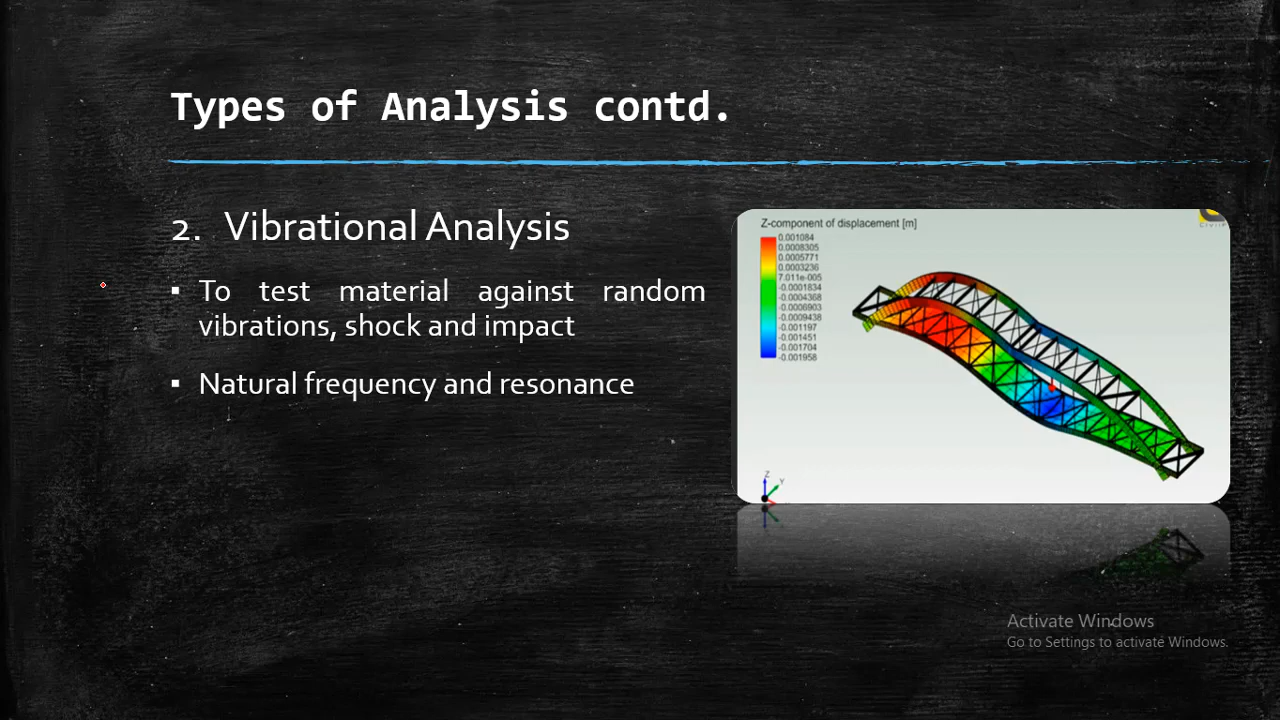 Types of Analysis contd.
2. Vibrational Analysis
▪ To test material against random
vibrations, shock and impact
▪ Natural frequency and resonance
Z-component of displacement [m]
0.001084
0.0008305
0.0005771
0.0003236
7.011e-005
-0.0001834
-0.0004368
-0.0006903
-0.0009438
-0.001197
-0.001451
-0.001704
-0.001958
Z
Y
Activate Windows
Go to Settings to activate Windows.